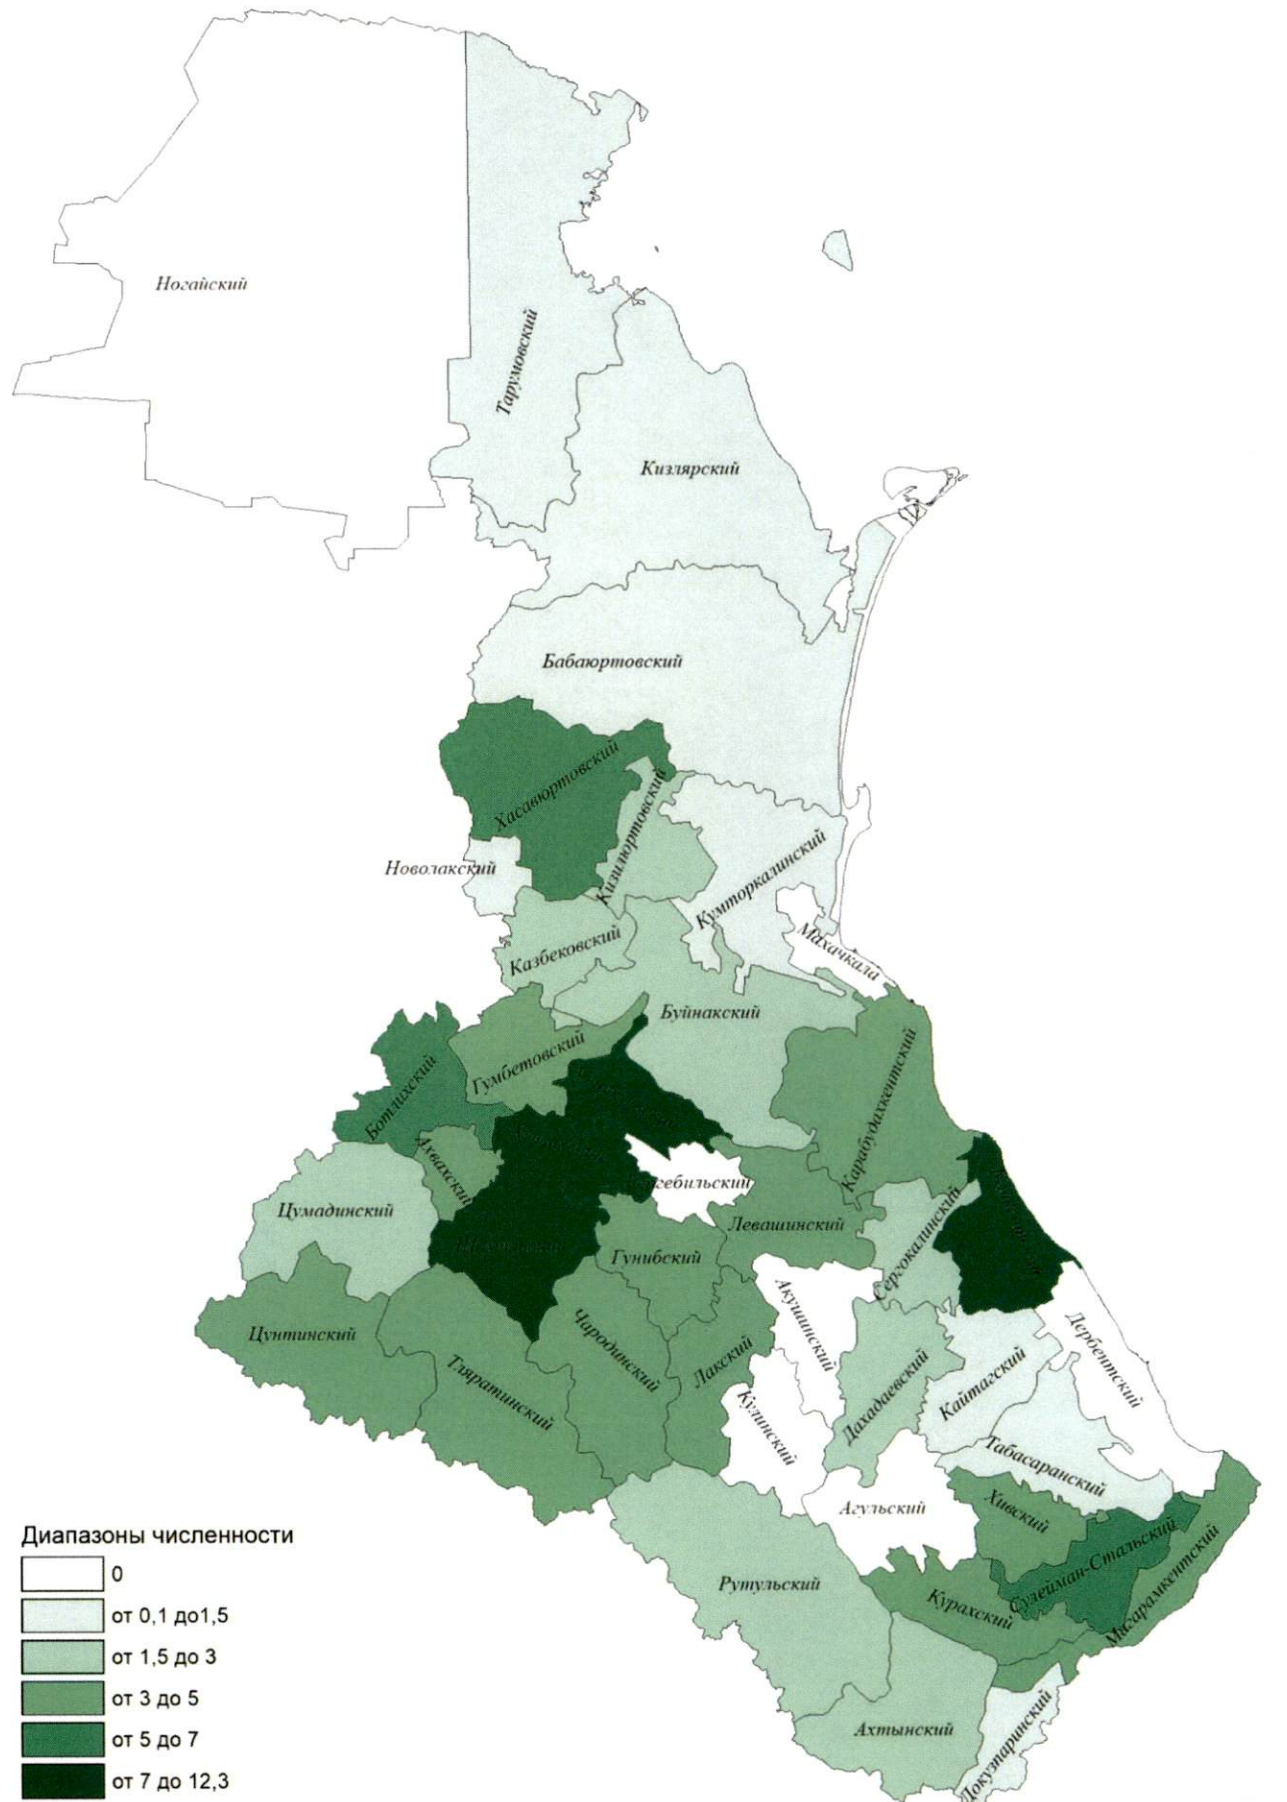 Ногайский
Тарумовский
Кизлярский
Бабаюртовский
Хасавюртовский
Кизилюртовский
Новолакский
Кумторкалинский
Махачкала
Казбековский
Буйнакский
Гумбетовский
Ботлихский
Карабудахкентский
Ахвахский
Цумадинский
Левашинский
Гунибский
Сергокалинский
Цунтинский
Тляратинский
Чародинский
Лакский
Акушинский
Кулинский
Дахадаевский
Кайтагский
Дербентский
Табасаранский
Агульский
Хивский
Сулейман-Стальский
Магарамкентский
Рутульский
Курахский
Ахтынский
Докузпаринский
Диапазоны численности
0
от 0,1 до1,5
от 1,5 до 3
от 3 до 5
от 5 до 7
от 7 до 12,3